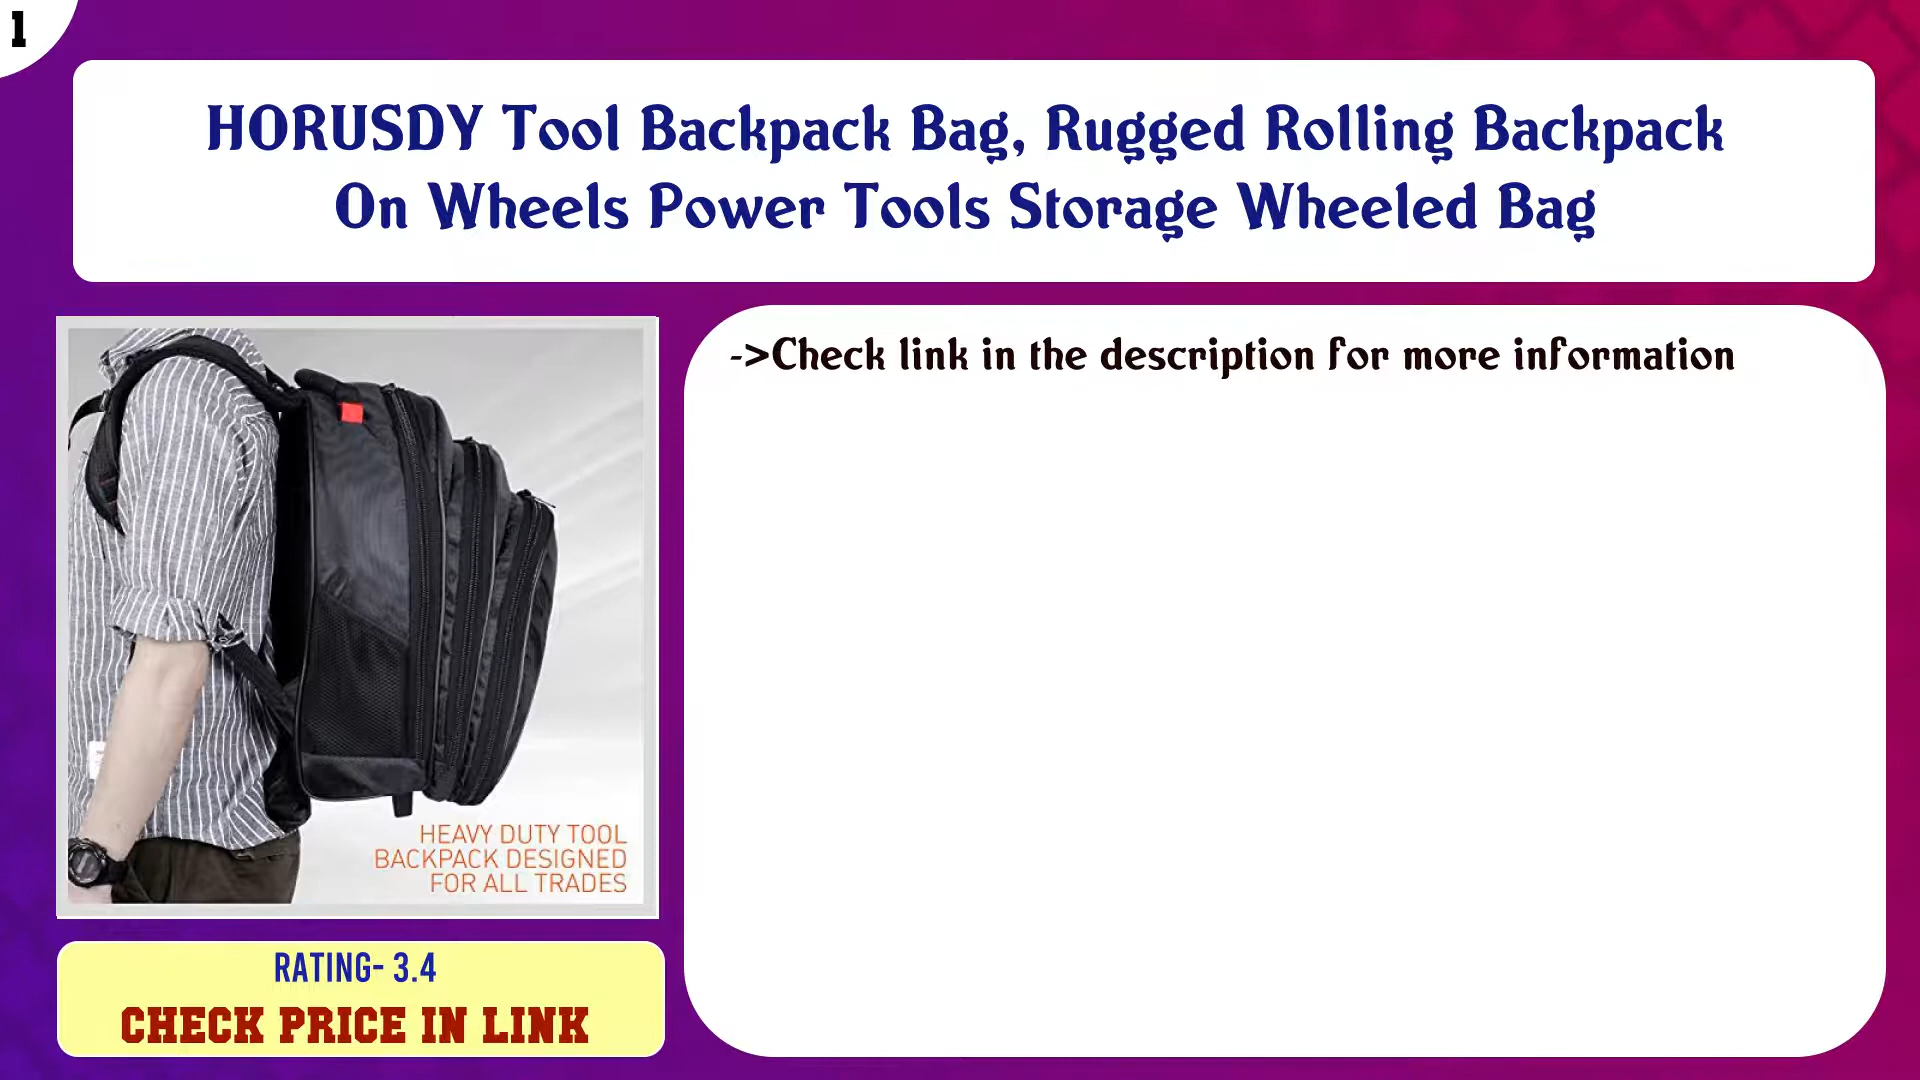 1
HORUSDY Tool Backpack Bag, Rugged Rolling Backpack
On Wheels Power Tools Storage Wheeled Bag
->Check link in the description for more information
HEAVY DUTY TOOL
BACKPACK DESIGNED
FOR ALL TRADES
RATING- 3.4
CHECK PRICE IN LINK